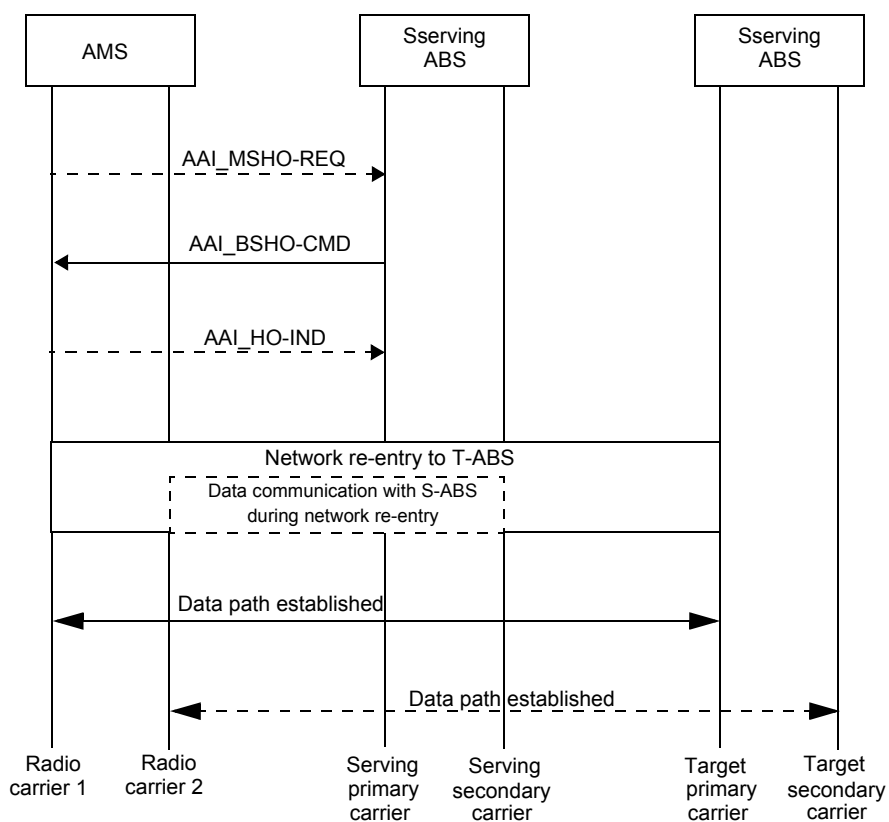 AMS
Sserving
ABS
Sserving
ABS
AAI_MSHO-REQ
AAI_BSHO-CMD
AAI_HO-IND
Network re-entry to T-ABS
Data communication with S-ABS
during network re-entry
Data path established
Data path established
Radio
carrier 1
Radio
carrier 2
Serving
primary
carrier
Serving
secondary
carrier
Target
primary
carrier
Target
secondary
carrier